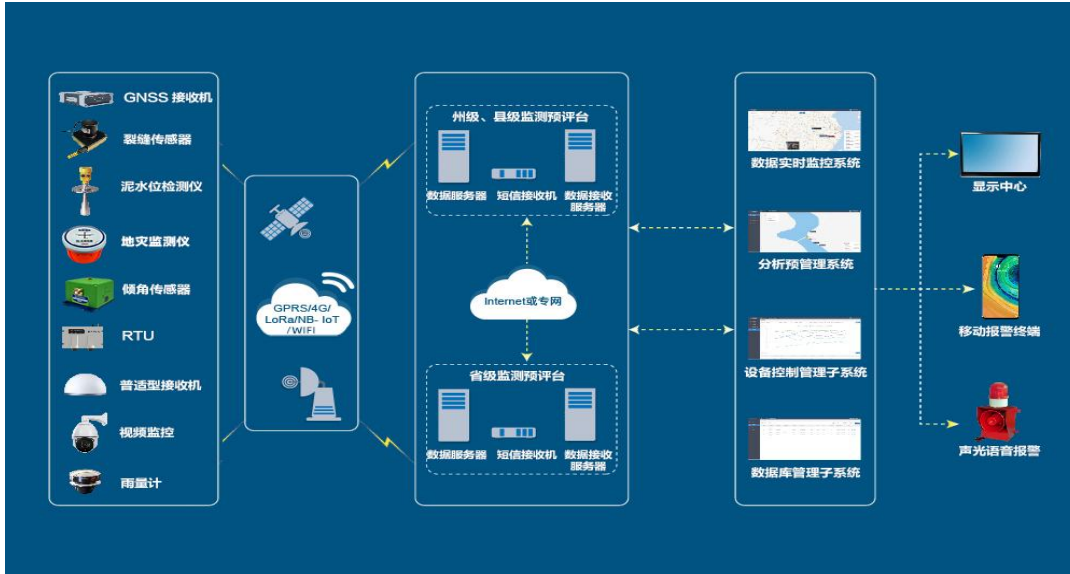 GNSS 接收机
裂缝传感器
泥水位检测仪
地灾监测仪
倾角传感器
RTU
普适型接收机
视频监控
雨量计
GPRS/4G/
LoRa/NB- IoT
/WIFI
州级、县级监测预评台
数据服务器
短信接收机
数据接收
服务器
Internet或专网
省级监测预评台
数据服务器
短信接收机
数据接收
服务器
数据实时监控系统
分析预管理系统
设备控制管理子系统
数据库管理子系统
显示中心
移动报警终端
声光语音报警